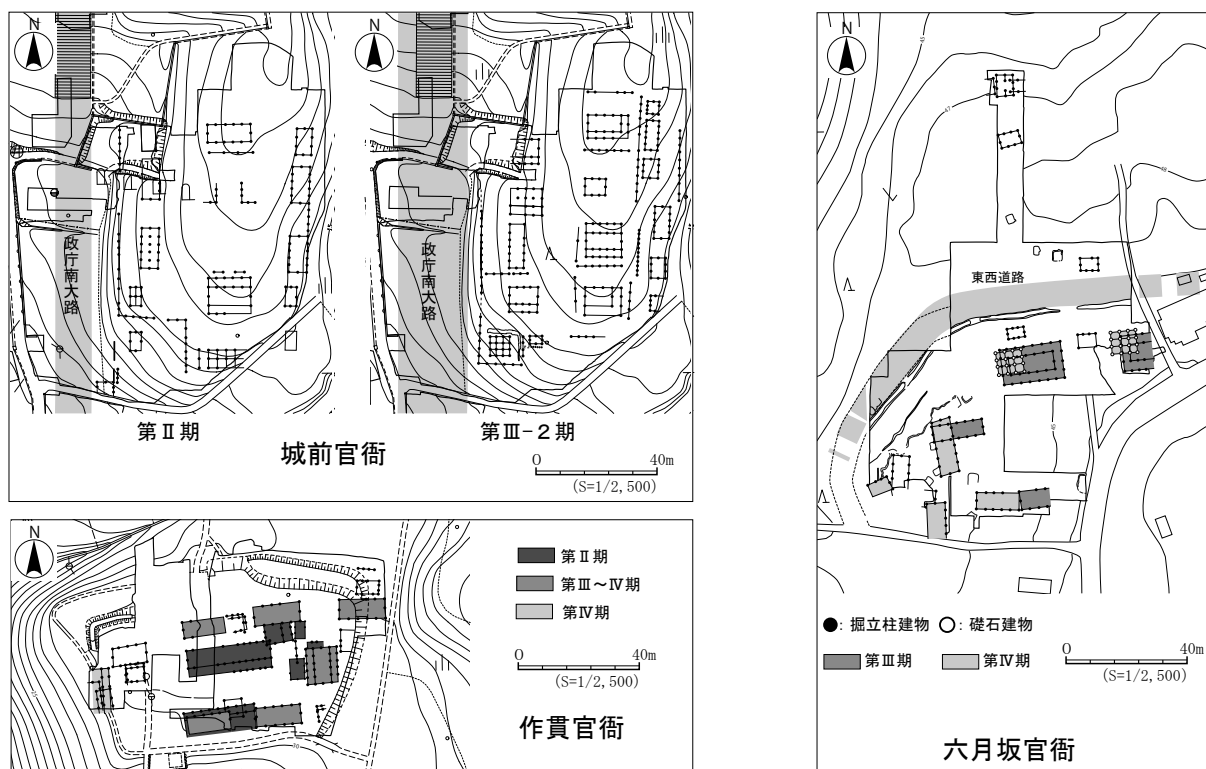 N
N
政庁南大路
政庁南大路
第Ⅱ期
第Ⅲ-2期
城前官衙
0 40m
(S=1/2,500)
N
第Ⅱ期
第Ⅲ～Ⅳ期
第Ⅳ期
0 40m
(S=1/2,500)
作貫官衙
N
東西道路
●: 掘立柱建物 ○: 礎石建物
第Ⅲ期 第Ⅳ期
0 40m
(S=1/2,500)
六月坂官衙